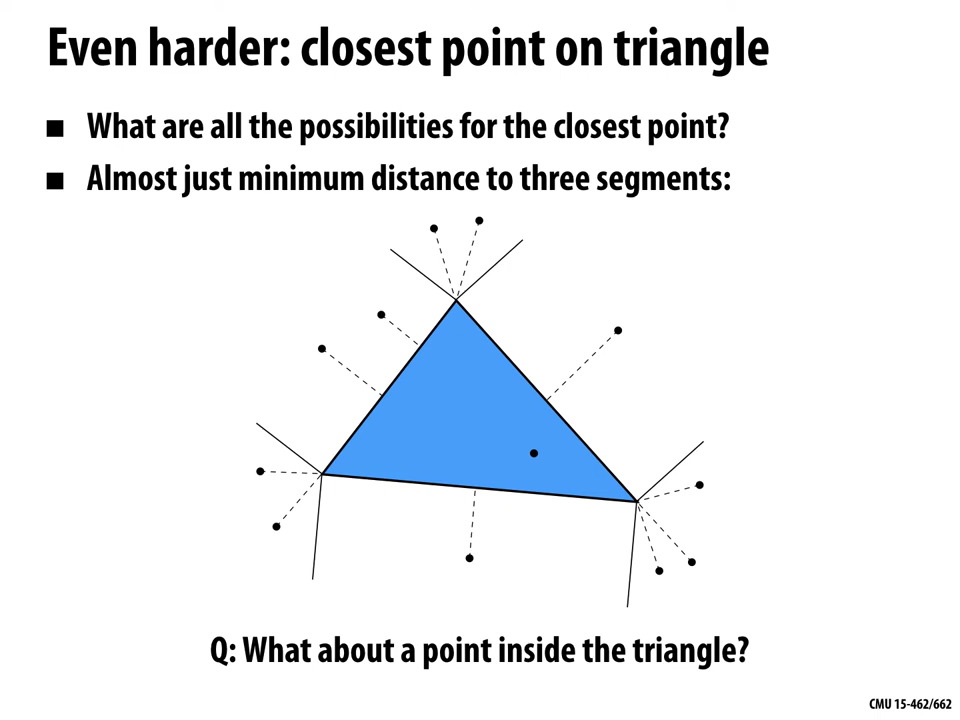 Even harder: closest point on triangle
■ What are all the possibilities for the closest point?
■ Almost just minimum distance to three segments:
Q: What about a point inside the triangle?
CMU 15-462/662